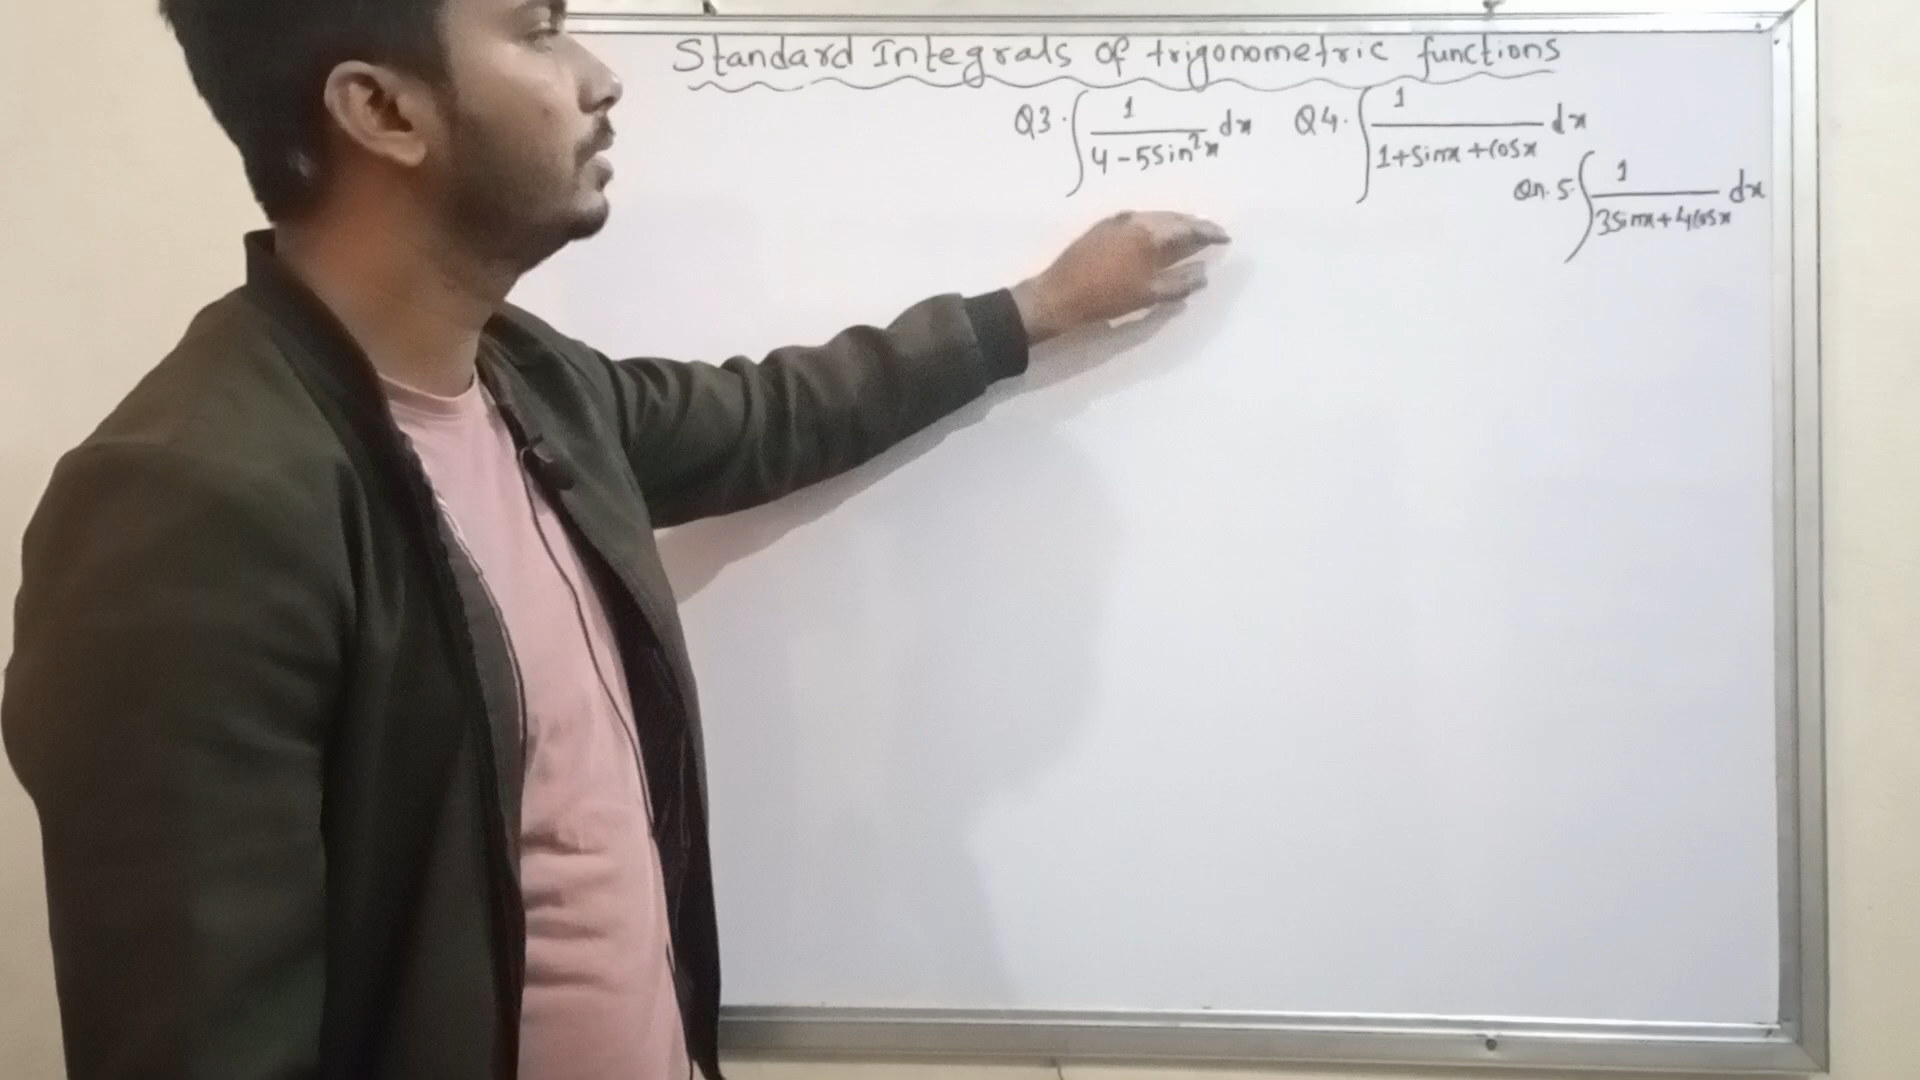 Standard Integrals Of trigonometric functions
Q3. ∫ 1 / (4 - 5sin²x) dx
Q4. ∫ 1 / (1 + sinx + cosx) dx
Qn. 5. ∫ 1 / (3sinx + 4cosx) dx